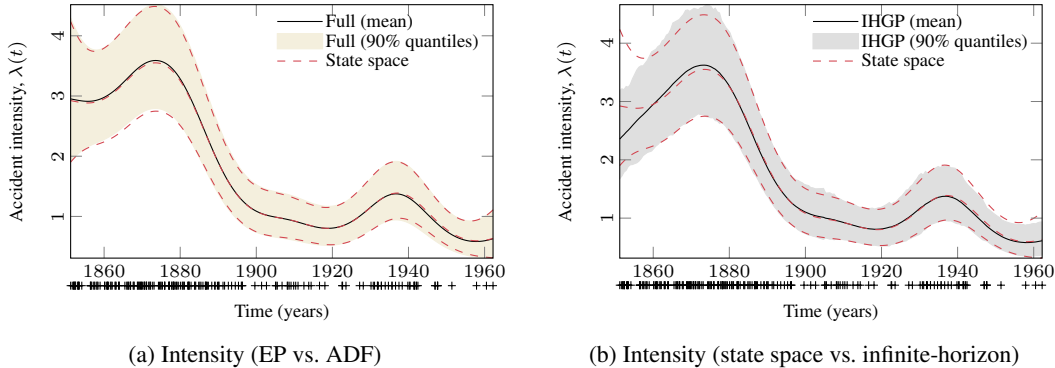 Accident intensity, λ(t)
4
3
2
1
Full (mean)
Full (90% quantiles)
State space
1860 1880 1900 1920 1940 1960
Time (years)
(a) Intensity (EP vs. ADF)
Accident intensity, λ(t)
4
3
2
1
IHGP (mean)
IHGP (90% quantiles)
State space
1860 1880 1900 1920 1940 1960
Time (years)
(b) Intensity (state space vs. infinite-horizon)